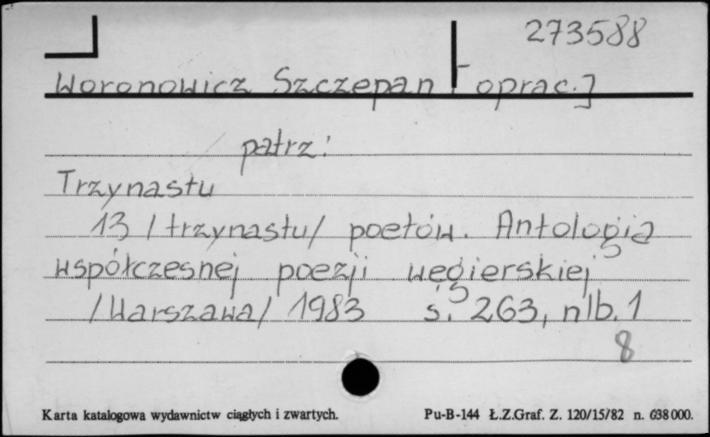 273588
Woronowicz Szczepan [oprac.]
patrz:
Trzynastu
13 /trzynastu/ poetów. Antologia
współczesnej poezji węgierskiej
/Warszawa/ 1983 s. 263, nlb. 1
8
Karta katalogowa wydawnictw ciągłych i zwartych. Pu-B-144 Ł.Z.Graf. Z. 120/15/82 n. 638 000.